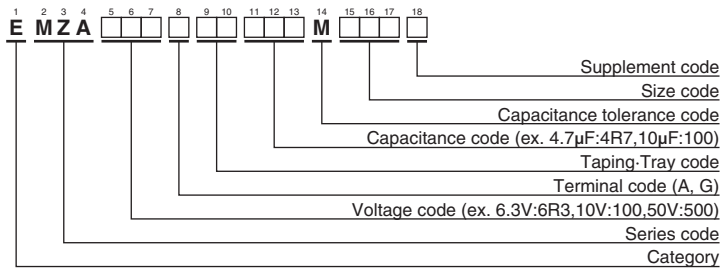 1 2 3 4 5 6 7 8 9 10 11 12 13 14 15 16 17 18
E MZA M
Supplement code
Size code
Capacitance tolerance code
Capacitance code (ex. 4.7μF:4R7,10μF:100)
Taping·Tray code
Terminal code (A, G)
Voltage code (ex. 6.3V:6R3,10V:100,50V:500)
Series code
Category